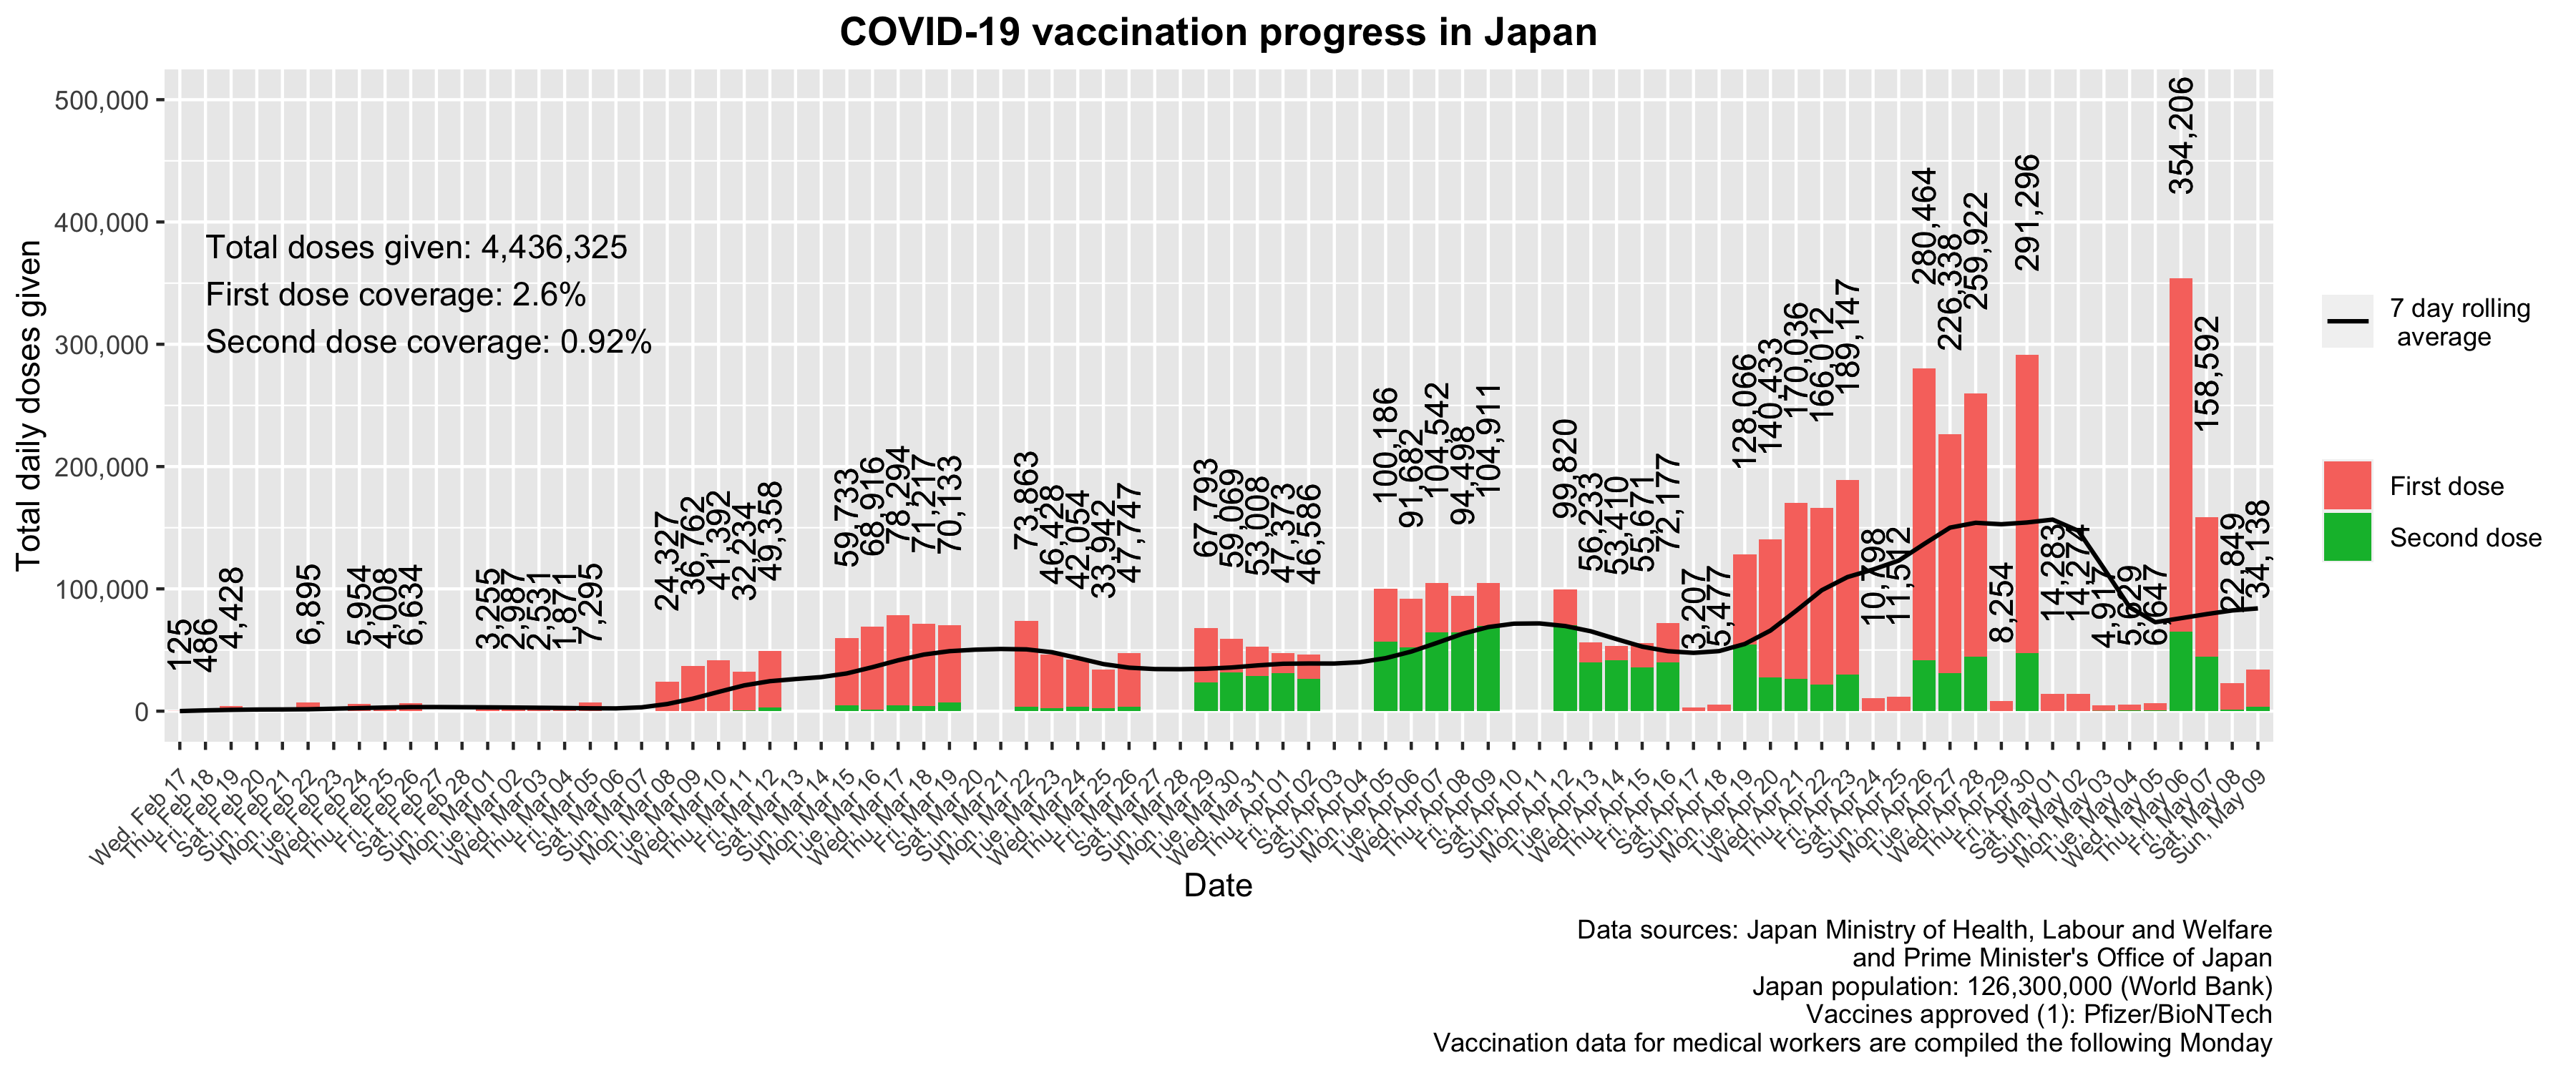 COVID-19 vaccination progress in Japan
Total daily doses given
500,000
400,000
300,000
200,000
100,000
0
Total doses given: 4,436,325
First dose coverage: 2.6%
Second dose coverage: 0.92%
125
486
4,428
6,895
5,954
4,008
6,634
3,255
2,987
2,531
1,871
7,295
24,327
36,762
41,392
32,234
49,358
59,733
68,916
78,294
71,217
70,133
73,863
46,428
42,054
33,942
47,747
67,793
59,069
53,008
47,373
46,586
100,186
91,682
104,542
94,498
104,911
99,820
56,233
53,410
55,671
72,177
3,207
5,477
128,066
140,433
170,036
166,012
189,147
10,798
11,512
280,464
226,338
259,922
8,254
291,296
14,283
14,274
5,629
6,647
354,206
158,592
22,849
34,138
Wed, Feb 17
Thu, Feb 18
Fri, Feb 19
Sat, Feb 20
Sun, Feb 21
Mon, Feb 22
Tue, Feb 23
Wed, Feb 24
Thu, Feb 25
Fri, Feb 26
Sat, Feb 27
Sun, Feb 28
Mon, Mar 01
Tue, Mar 02
Wed, Mar 03
Thu, Mar 04
Fri, Mar 05
Sat, Mar 06
Sun, Mar 07
Mon, Mar 08
Tue, Mar 09
Wed, Mar 10
Thu, Mar 11
Fri, Mar 12
Sat, Mar 13
Sun, Mar 14
Mon, Mar 15
Tue, Mar 16
Wed, Mar 17
Thu, Mar 18
Fri, Mar 19
Sat, Mar 20
Sun, Mar 21
Mon, Mar 22
Tue, Mar 23
Wed, Mar 24
Thu, Mar 25
Fri, Mar 26
Sat, Mar 27
Sun, Mar 28
Mon, Mar 29
Tue, Mar 30
Wed, Mar 31
Thu, Apr 01
Fri, Apr 02
Sat, Apr 03
Sun, Apr 04
Mon, Apr 05
Tue, Apr 06
Wed, Apr 07
Thu, Apr 08
Fri, Apr 09
Sat, Apr 10
Sun, Apr 11
Mon, Apr 12
Tue, Apr 13
Wed, Apr 14
Thu, Apr 15
Fri, Apr 16
Sat, Apr 17
Sun, Apr 18
Mon, Apr 19
Tue, Apr 20
Wed, Apr 21
Thu, Apr 22
Fri, Apr 23
Sat, Apr 24
Sun, Apr 25
Mon, Apr 26
Tue, Apr 27
Wed, Apr 28
Thu, Apr 29
Fri, Apr 30
Sat, May 01
Sun, May 02
Mon, May 03
Tue, May 04
Wed, May 05
Thu, May 06
Fri, May 07
Sat, May 08
Sun, May 09
Date
7 day rolling
average
First dose
Second dose
Data sources: Japan Ministry of Health, Labour and Welfare
and Prime Minister's Office of Japan
Japan population: 126,300,000 (World Bank)
Vaccines approved (1): Pfizer/BioNTech
Vaccination data for medical workers are compiled the following Monday